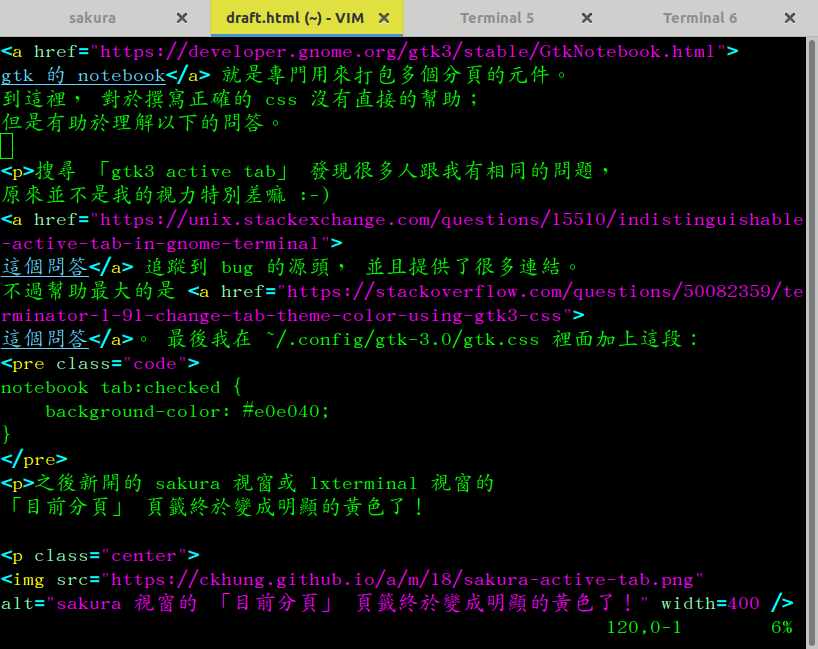 sakura × draft.html (~) - VIM × Terminal 5 × Terminal 6 ×
<a href="https://developer.gnome.org/gtk3/stable/GtkNotebook.html">
gtk 的 notebook</a> 就是專門用來打包多個分頁的元件。
到這裡， 對於撰寫正確的 css 沒有直接的幫助；
但是有助於理解以下的問答。
<p>搜尋 「gtk3 active tab」 發現很多人跟我有相同的問題，
原來並不是我的視力特別差嘛 :-)
<a href="https://unix.stackexchange.com/questions/15510/indistinguishable
-active-tab-in-gnome-terminal">
這個問答</a> 追蹤到 bug 的源頭， 並且提供了很多連結。
不過幫助最大的是 <a href="https://stackoverflow.com/questions/50082359/te
rminator-1-91-change-tab-theme-color-using-gtk3-css">
這個問答</a>。 最後我在 ~/.config/gtk-3.0/gtk.css 裡面加上這段：
<pre class="code">
notebook tab:checked {
    background-color: #e0e040;
}
</pre>
<p>之後新開的 sakura 視窗或 lxterminal 視窗的
「目前分頁」 頁籤終於變成明顯的黃色了！
<p class="center">
<img src="https://ckhung.github.io/a/m/18/sakura-active-tab.png"
alt="sakura 視窗的 「目前分頁」 頁籤終於變成明顯的黃色了！" width=400 />
120,0-1 6%